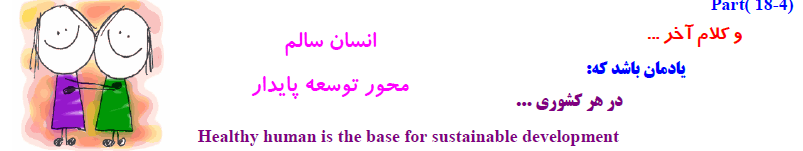 Part( 18-4)
و کلام آخر ...
یادمان باشد که:
در هر کشوری ...
انسان سالم
محور توسعه پایدار
Healthy human is the base for sustainable development